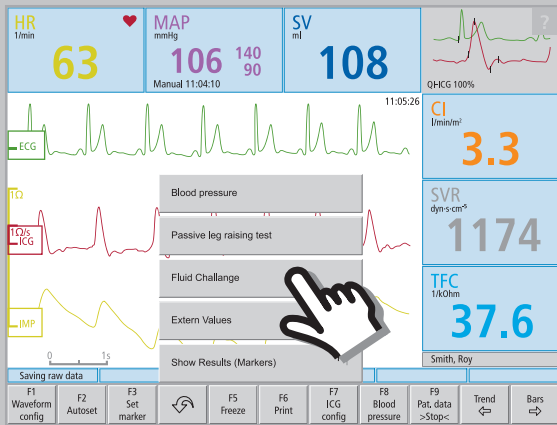 HR
1/min
63
MAP
mmHg
106
140
90
Manual 11:04:10
SV
ml
108
?
QHCG 100%
11:05:26
ECG
CI
l/min/m²
3.3
1Ω
1Ω/s
ICG
SVR
dyn·s·cm⁻⁵
1174
IMP
0 1s
TFC
1/kOhm
37.6
Blood pressure
Passive leg raising test
Fluid Challange
Extern Values
Show Results (Markers)
Smith, Roy
Saving raw data
F1
Waveform
config
F2
Autoset
F3
Set
marker
F5
Freeze
F6
Print
F7
ICG
config
F8
Blood
pressure
F9
Pat. data
>Stop<
Trend
Bars